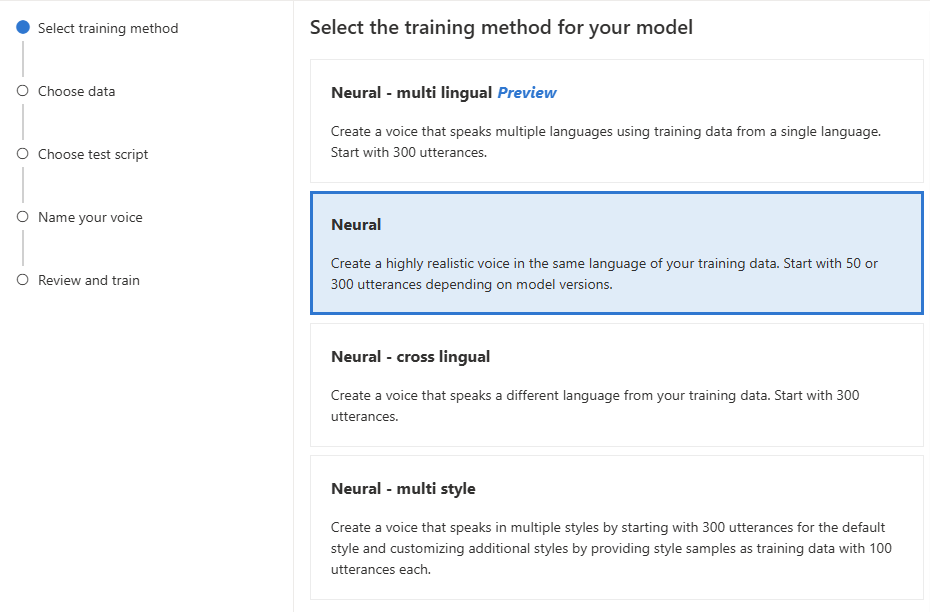 Select training method
Choose data
Choose test script
Name your voice
Review and train
Select the training method for your model
Neural - multi lingual Preview
Create a voice that speaks multiple languages using training data from a single language.
Start with 300 utterances.
Neural
Create a highly realistic voice in the same language of your training data. Start with 50 or
300 utterances depending on model versions.
Neural - cross lingual
Create a voice that speaks a different language from your training data. Start with 300
utterances.
Neural - multi style
Create a voice that speaks in multiple styles by starting with 300 utterances for the default
style and customizing additional styles by providing style samples as training data with 100
utterances each.